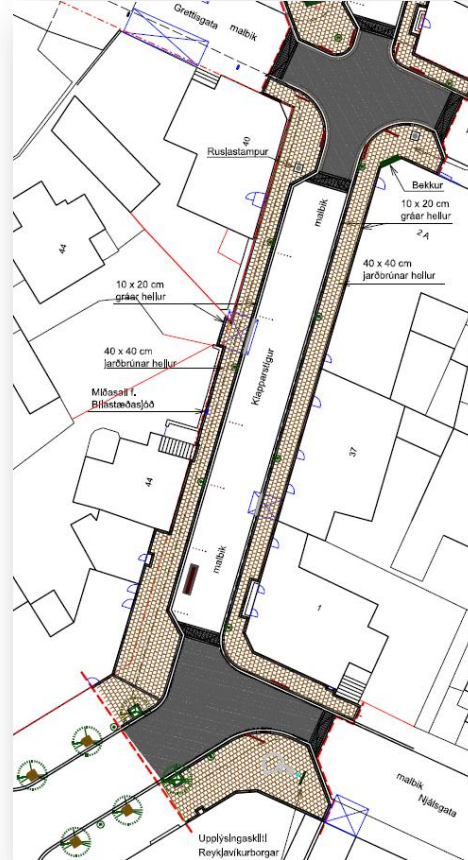 Grettisgata
malbik
40
Ruslastampur
malbik
Bekkur
10 x 20 cm
gráar hellur
2 A
40 x 40 cm
jarðbrúnar hellur
44
10 x 20 cm
gráar hellur
40 x 40 cm
jarðbrúnar hellur
Klapparstígur
Miðasali f.
Bílastæðasjóð
37
44
malbik
1
malbik
Njálsgata
Upplýsingaskilti
Reykjavíkurborgar